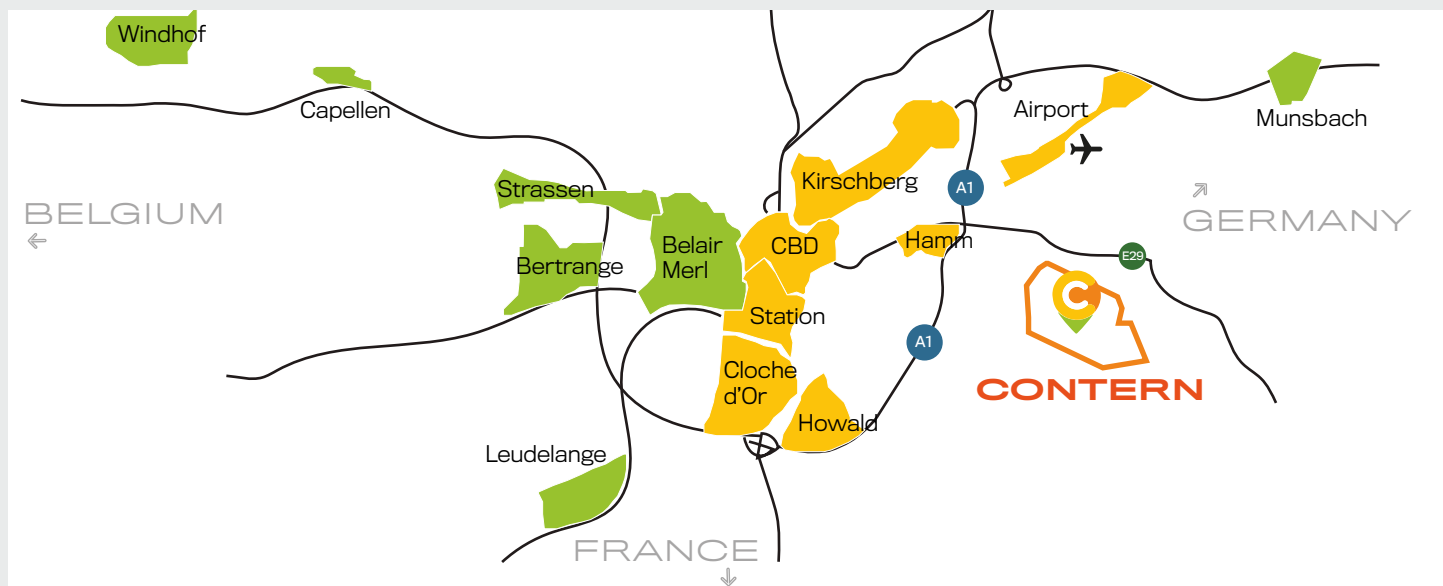 Windhof
Capellen
Airport
Munsbach
Strassen
Kirschberg
A1
BELGIUM
←
GERMANY
Belair
Merl
CBD
Hamm
Bertrange
E29
C
Station
A1
Cloche
d'Or
CONTERN
Howald
Leudelange
FRANCE